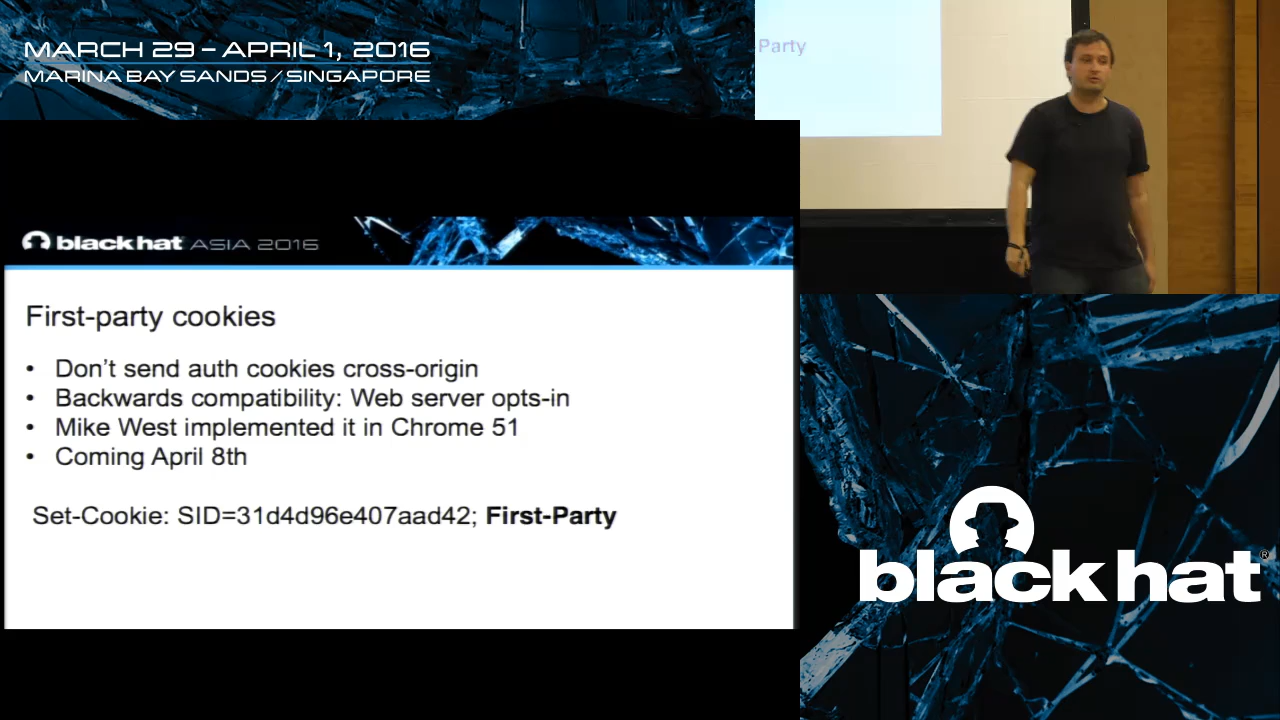 MARCH 29 – APRIL 1, 2016
MARINA BAY SANDS / SINGAPORE
Party
black hat ASIA 2016
First-party cookies
• Don't send auth cookies cross-origin
• Backwards compatibility: Web server opts-in
• Mike West implemented it in Chrome 51
• Coming April 8th
Set-Cookie: SID=31d4d96e407aad42; First-Party
black hat®